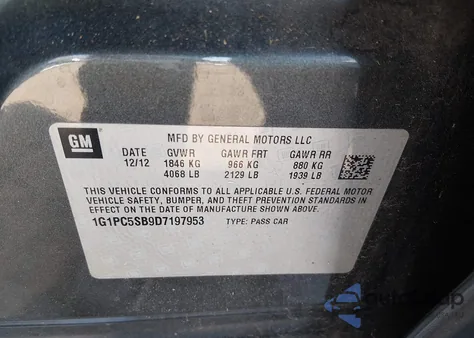 GM
MFD BY GENERAL MOTORS LLC
12/12 GVWR GAWR FRT GAWR RR
1846 KG 966 KG 880 KG
4068 LB 2129 LB 1939 LB
THIS VEHICLE CONFORMS TO ALL APPLICABLE U.S. FEDERAL MOTOR
VEHICLE SAFETY, BUMPER, AND THEFT PREVENTION STANDARDS IN
EFFECT ON THE DATE OF MANUFACTURE SHOWN ABOVE.
1G1PC5SB9D7197953 TYPE: PASS CAR